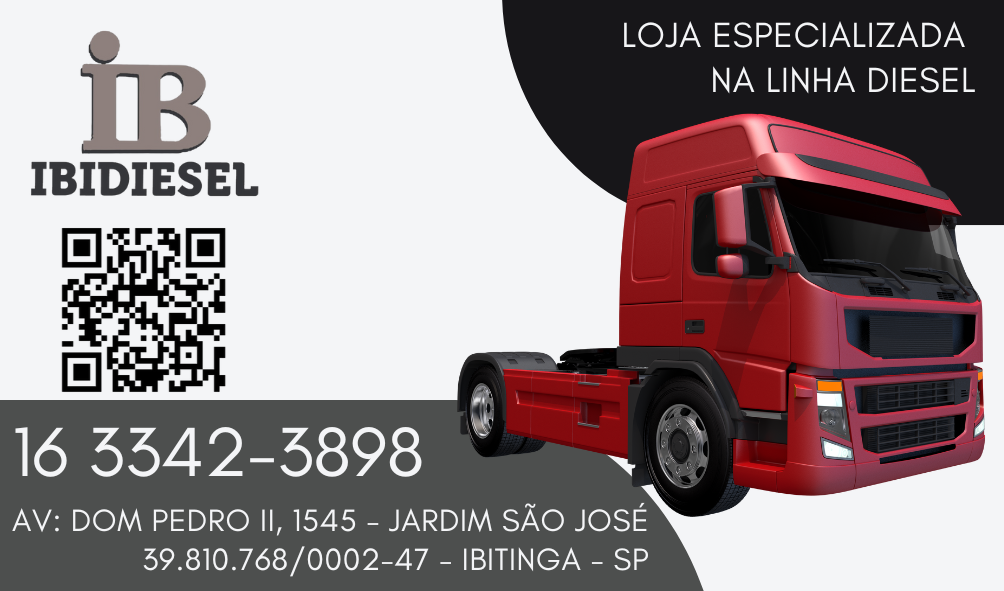 iB
IBIDIESEL
LOJA ESPECIALIZADA
NA LINHA DIESEL
16 3342-3898
AV: DOM PEDRO II, 1545 - JARDIM SÃO JOSÉ
39.810.768/0002-47 - IBITINGA - SP